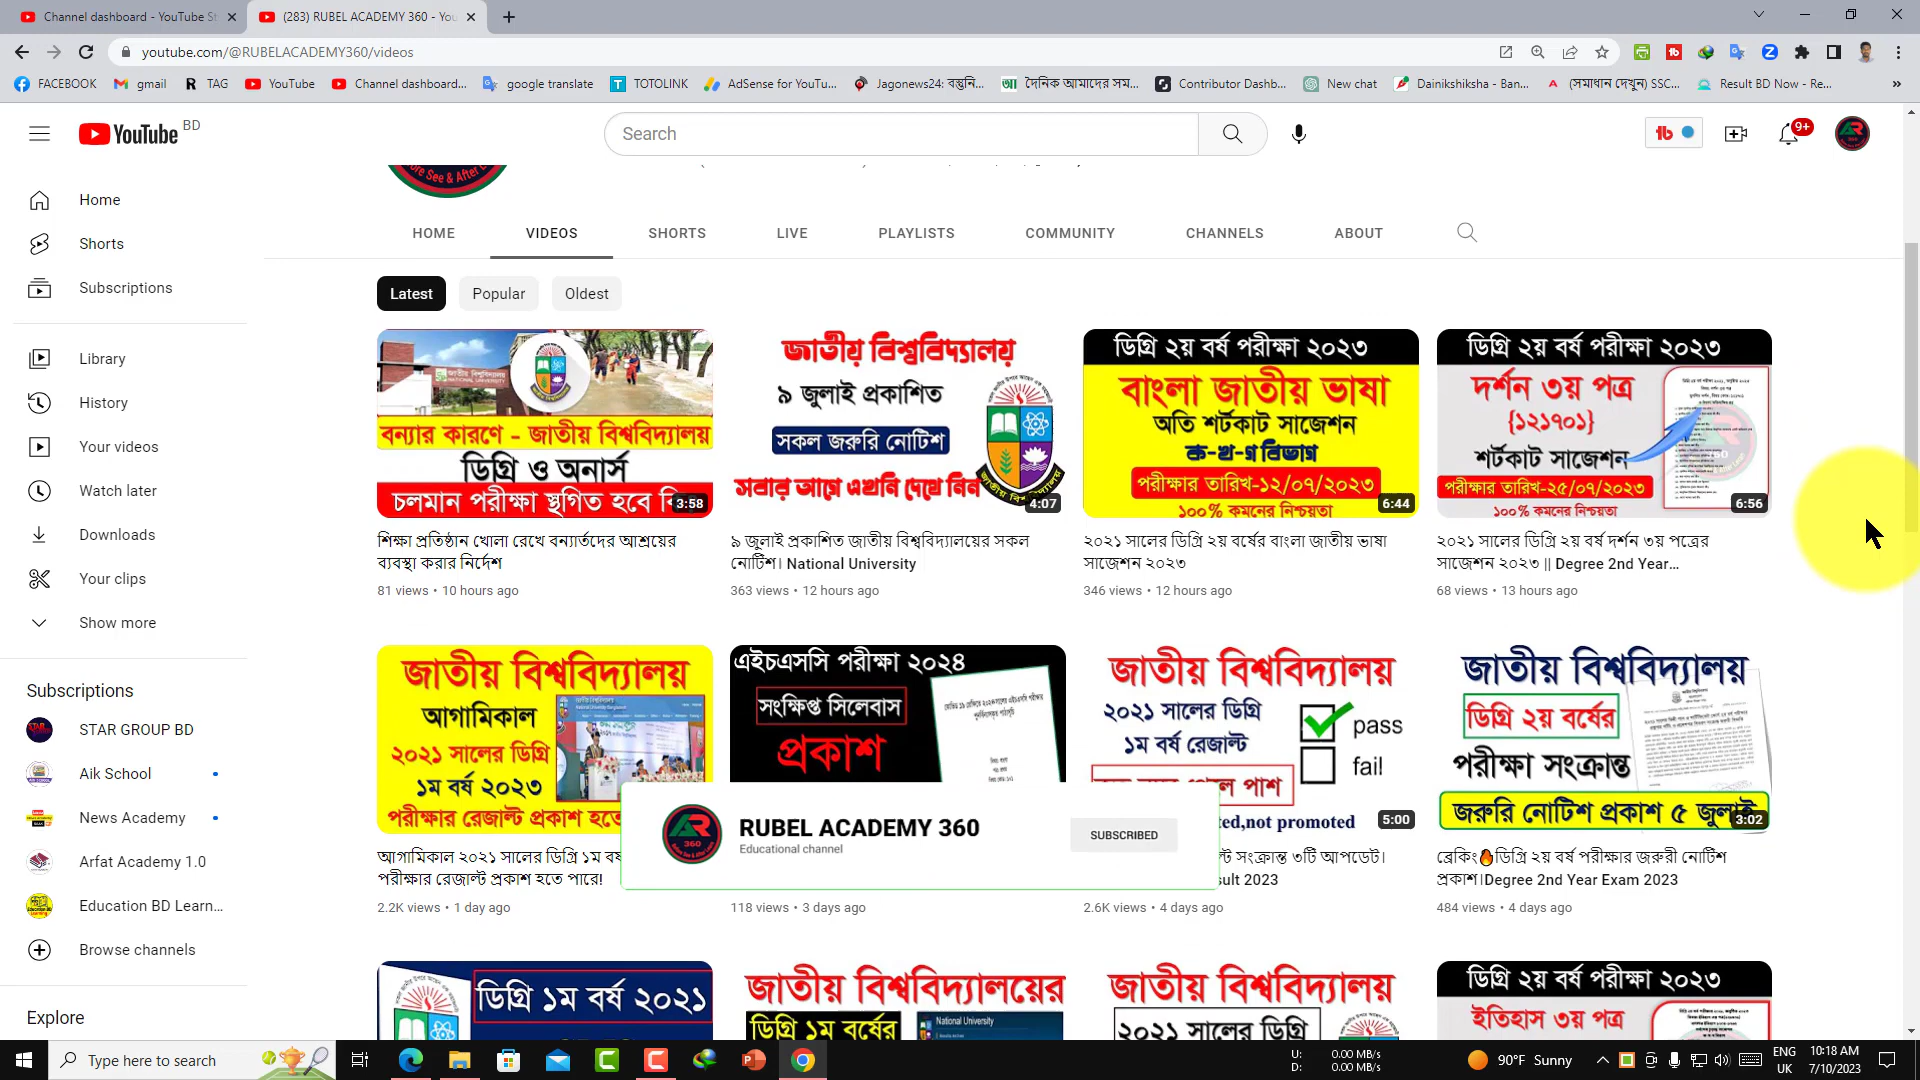 Channel dashboard - YouTube St
(283) RUBEL ACADEMY 360 - You
youtube.com/@RUBELACADEMY360/videos
FACEBOOK
gmail
TAG
YouTube
Channel dashboard...
google translate
TOTOLINK
AdSense for YouTu...
Jagonews24: বস্তুনি...
দৈনিক আমাদের সম...
Contributor Dashb...
New chat
Dainikshiksha - Ban...
(সমাধান দেখুন) SSC...
Result BD Now - Re...
YouTube BD
Search
9+
Home
Shorts
Subscriptions
Library
History
Your videos
Watch later
Downloads
Your clips
Show more
Subscriptions
STAR GROUP BD
Aik School
News Academy
Arfat Academy 1.0
Education BD Learn...
Browse channels
Explore
HOME
VIDEOS
SHORTS
LIVE
PLAYLISTS
COMMUNITY
CHANNELS
ABOUT
Latest
Popular
Oldest
বন্যার কারণে - জাতীয় বিশ্ববিদ্যালয়
ডিগ্রি ও অনার্স
চলমান পরীক্ষা স্থগিত হবে কি
3:58
শিক্ষা প্রতিষ্ঠান খোলা রেখে বন্যার্তদের আশ্রয়ের
ব্যবস্থা করার নির্দেশ
81 views • 10 hours ago
জাতীয় বিশ্ববিদ্যালয়
৯ জুলাই প্রকাশিত
সকল জরুরি নোটিশ
সবার আগে এখনি দেখে নিন
4:07
৯ জুলাই প্রকাশিত জাতীয় বিশ্ববিদ্যালয়ের সকল
নোটিশ। National University
363 views • 12 hours ago
ডিগ্রি ২য় বর্ষ পরীক্ষা ২০২৩
বাংলা জাতীয় ভাষা
অতি শর্টকাট সাজেশন
ক-খ-গ বিভাগ
পরীক্ষার তারিখ-১২/০৭/২০২৩
১০০% কমনের নিশ্চয়তা
6:44
২০২১ সালের ডিগ্রি ২য় বর্ষের বাংলা জাতীয় ভাষা
সাজেশন ২০২৩
346 views • 12 hours ago
ডিগ্রি ২য় বর্ষ পরীক্ষা ২০২৩
দর্শন ৩য় পত্র
{১২১৭০১}
শর্টকাট সাজেশন
পরীক্ষার তারিখ-২৫/০৭/২০২৩
১০০% কমনের নিশ্চয়তা
6:56
২০২১ সালের ডিগ্রি ২য় বর্ষ দর্শন ৩য় পত্রের
সাজেশন ২০২৩ || Degree 2nd Year...
68 views • 13 hours ago
জাতীয় বিশ্ববিদ্যালয়
আগামিকাল
২০২১ সালের ডিগ্রি
১ম বর্ষ ২০২৩
পরীক্ষার রেজাল্ট প্রকাশ হতে
আগামিকাল ২০২১ সালের ডিগ্রি ১ম বর্ষ
পরীক্ষার রেজাল্ট প্রকাশ হতে পারে!
2.2K views • 1 day ago
এইচএসসি পরীক্ষা ২০২৪
সংক্ষিপ্ত সিলেবাস
প্রকাশ
118 views • 3 days ago
জাতীয় বিশ্ববিদ্যালয়
২০২১ সালের ডিগ্রি
১ম বর্ষ রেজাল্ট
pass
fail
পেলে পাশ
ted,not promoted
5:00
ল্ট সংক্রান্ত ৩টি আপডেট।
sult 2023
2.6K views • 4 days ago
জাতীয় বিশ্ববিদ্যালয়
ডিগ্রি ২য় বর্ষের
পরীক্ষা সংক্রান্ত
জরুরি নোটিশ প্রকাশ ৫ জুলাই
3:02
ব্রেকিং🔥ডিগ্রি ২য় বর্ষ পরীক্ষার জরুরী নোটিশ
প্রকাশ।Degree 2nd Year Exam 2023
484 views • 4 days ago
360
RUBEL ACADEMY 360
Educational channel
SUBSCRIBED
ডিগ্রি ১ম বর্ষ ২০২১
জাতীয় বিশ্ববিদ্যালয়ের
ডিগ্রি ১ম বর্ষের
National University
জাতীয় বিশ্ববিদ্যালয়
২০২১ সালের ডিগ্রি
ডিগ্রি ২য় বর্ষ পরীক্ষা ২০২৩
ইতিহাস ৩য় পত্র
Type here to search
U: 0.00 MB/s
D: 0.00 MB/s
90°F Sunny
ENG
UK
10:18 AM
7/10/2023